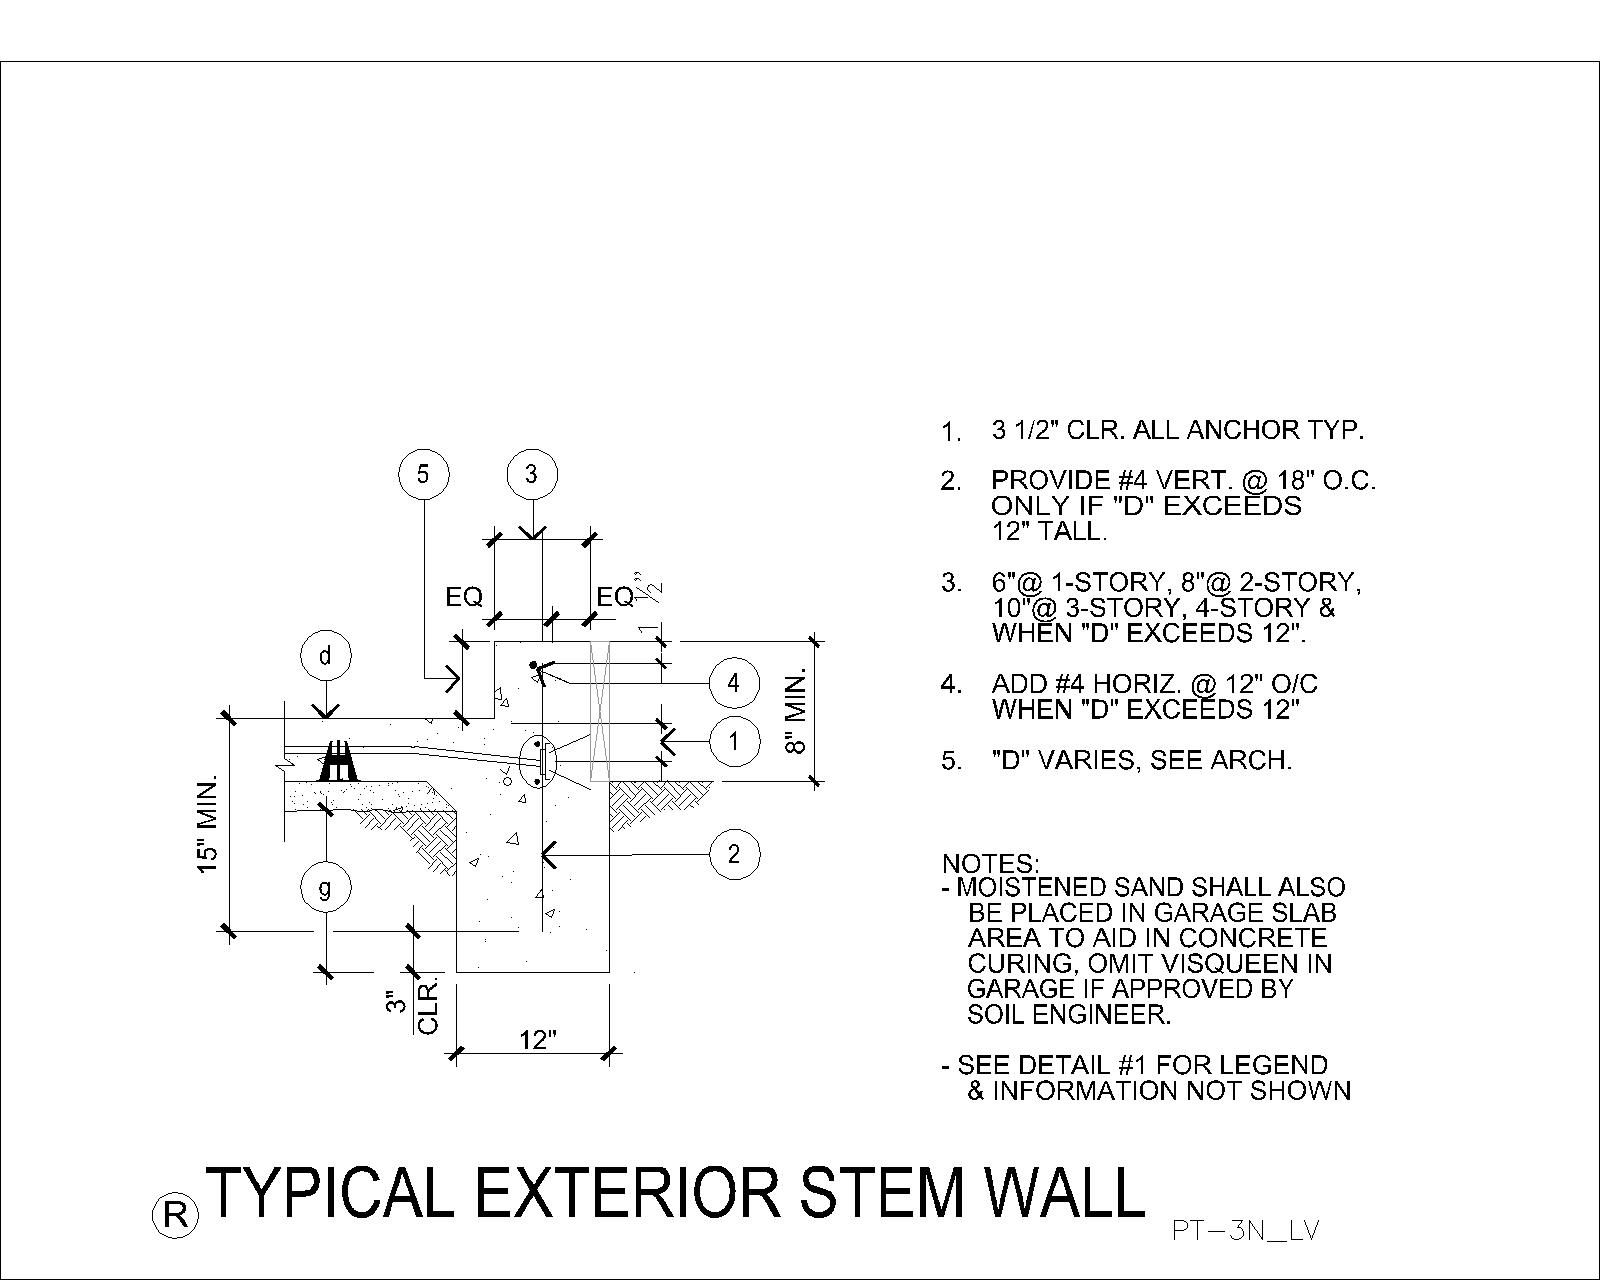 5
3
EQ
EQ
1 1/2"
d
4
1
8" MIN.
15" MIN.
2
g
3"
CLR.
12"
1. 3 1/2" CLR. ALL ANCHOR TYP.
2. PROVIDE #4 VERT. @ 18" O.C.
ONLY IF "D" EXCEEDS
12" TALL.
3. 6"@ 1-STORY, 8"@ 2-STORY,
10"@ 3-STORY, 4-STORY &
WHEN "D" EXCEEDS 12".
4. ADD #4 HORIZ. @ 12" O/C
WHEN "D" EXCEEDS 12"
5. "D" VARIES, SEE ARCH.
NOTES:
- MOISTENED SAND SHALL ALSO
BE PLACED IN GARAGE SLAB
AREA TO AID IN CONCRETE
CURING, OMIT VISQUEEN IN
GARAGE IF APPROVED BY
SOIL ENGINEER.
- SEE DETAIL #1 FOR LEGEND
& INFORMATION NOT SHOWN
R TYPICAL EXTERIOR STEM WALL
PT-3N_LV